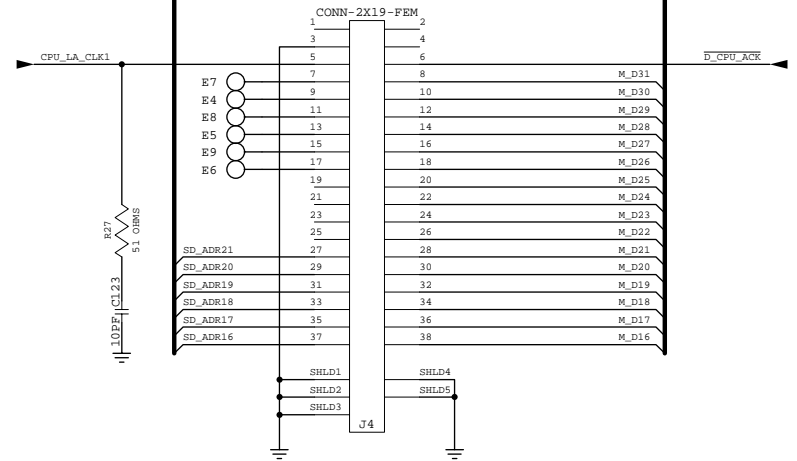 CONN-2X19-FEM
1 2
3 4
CPU_LA_CLK1 5 6 D_CPU_ACK
E7 7 8 M_D31
E4 9 10 M_D30
E8 11 12 M_D29
E5 13 14 M_D28
E9 15 16 M_D27
E6 17 18 M_D26
19 20 M_D25
21 22 M_D24
R27 51 OHMS 23 24 M_D23
25 26 M_D22
SD_ADR21 27 28 M_D21
SD_ADR20 29 30 M_D20
SD_ADR19 31 32 M_D19
SD_ADR18 33 34 M_D18
SD_ADR17 35 36 M_D17
SD_ADR16 37 38 M_D16
10PF C123
SHLD1 SHLD4
SHLD2 SHLD5
SHLD3
J4